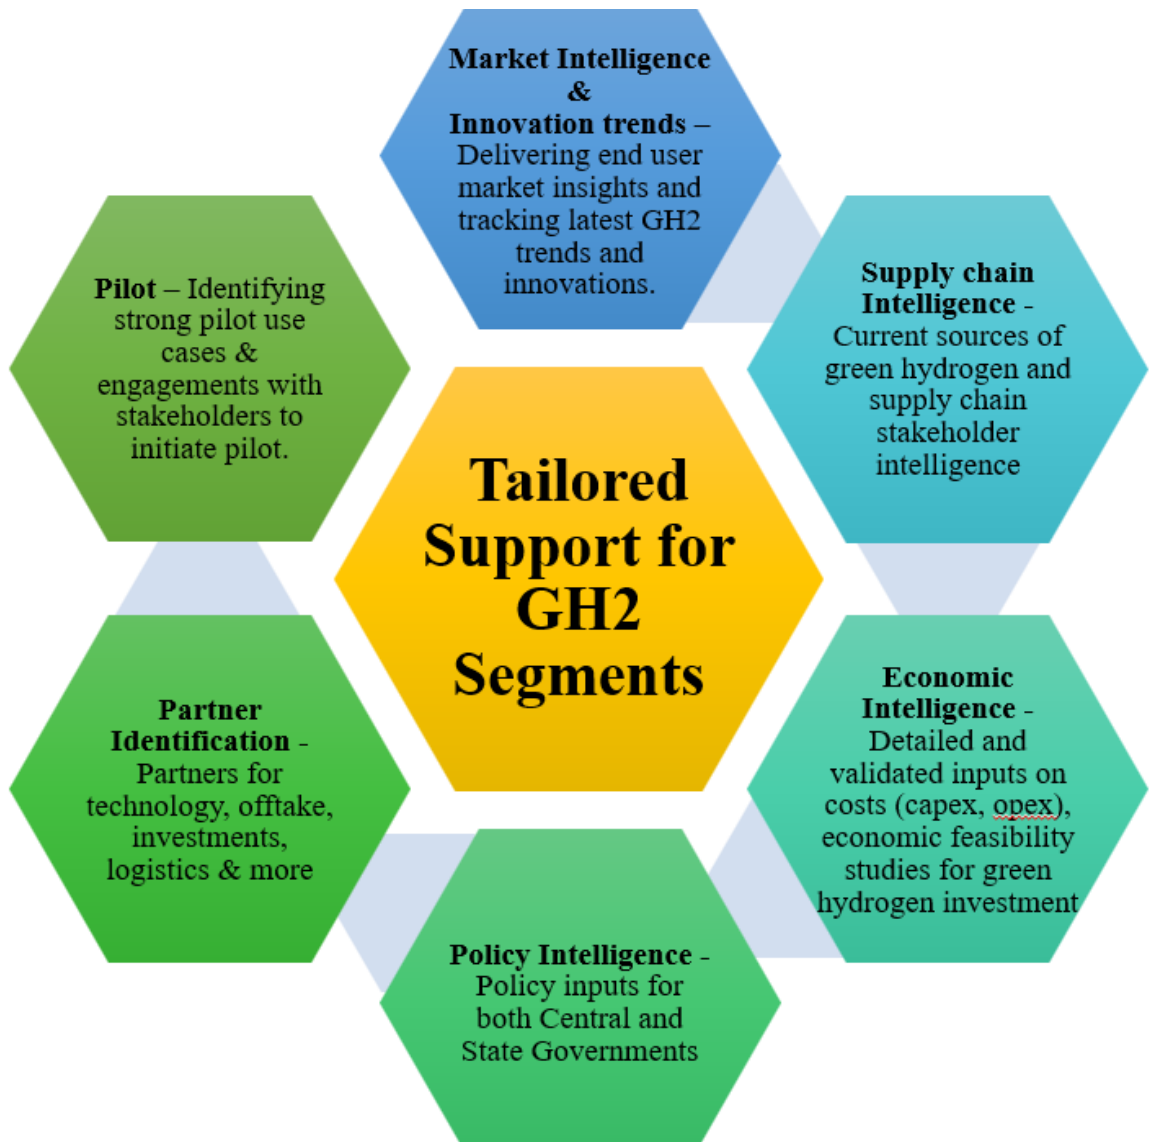 Market Intelligence
&
Innovation trends –
Delivering end user
market insights and
tracking latest GH2
trends and
innovations.
Supply chain
Intelligence -
Current sources of
green hydrogen and
supply chain
stakeholder
intelligence
Economic
Intelligence -
Detailed and
validated inputs on
costs (capex, opex),
economic feasibility
studies for green
hydrogen investment
Policy Intelligence -
Policy inputs for
both Central and
State Governments
Partner
Identification -
Partners for
technology, offtake,
investments,
logistics & more
Pilot – Identifying
strong pilot use
cases &
engagements with
stakeholders to
initiate pilot.
Tailored
Support for
GH2
Segments